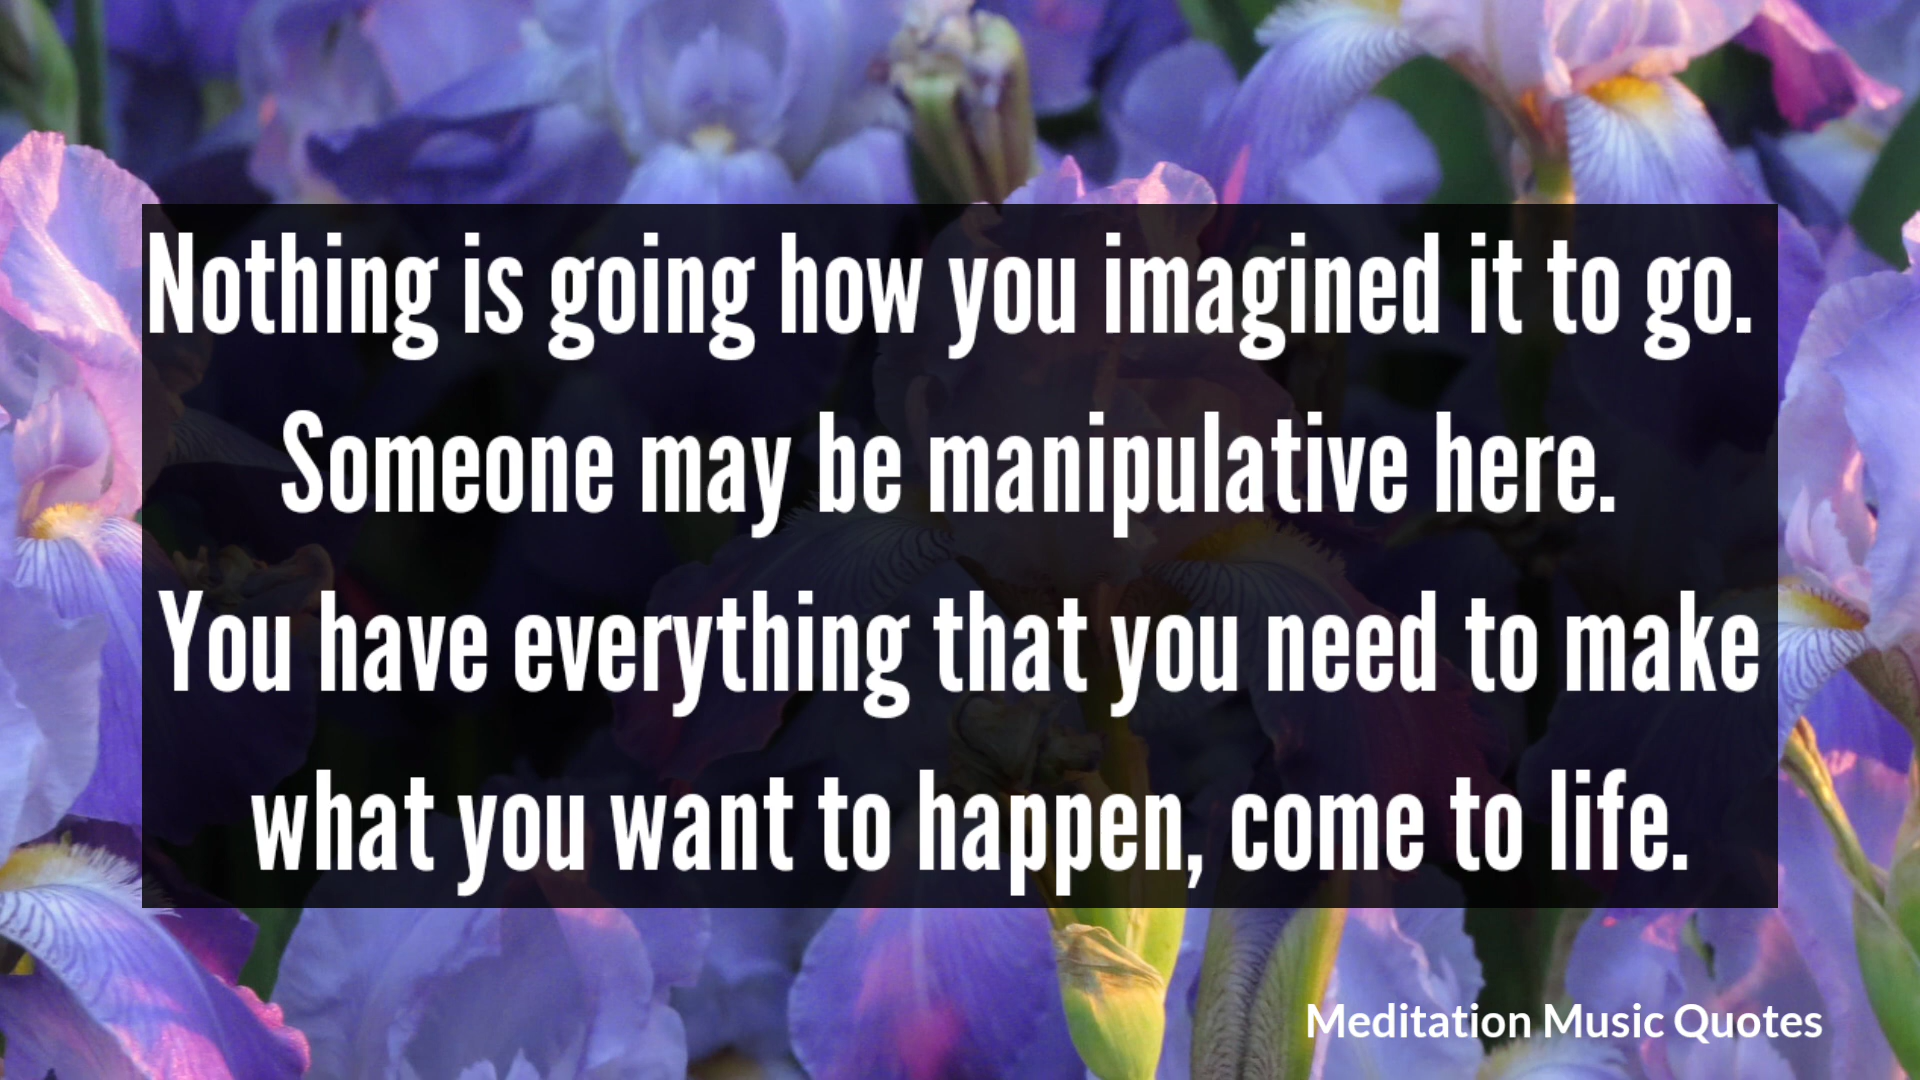 Nothing is going how you imagined it to go.
Someone may be manipulative here.
You have everything that you need to make
what you want to happen, come to life.
Meditation Music Quotes